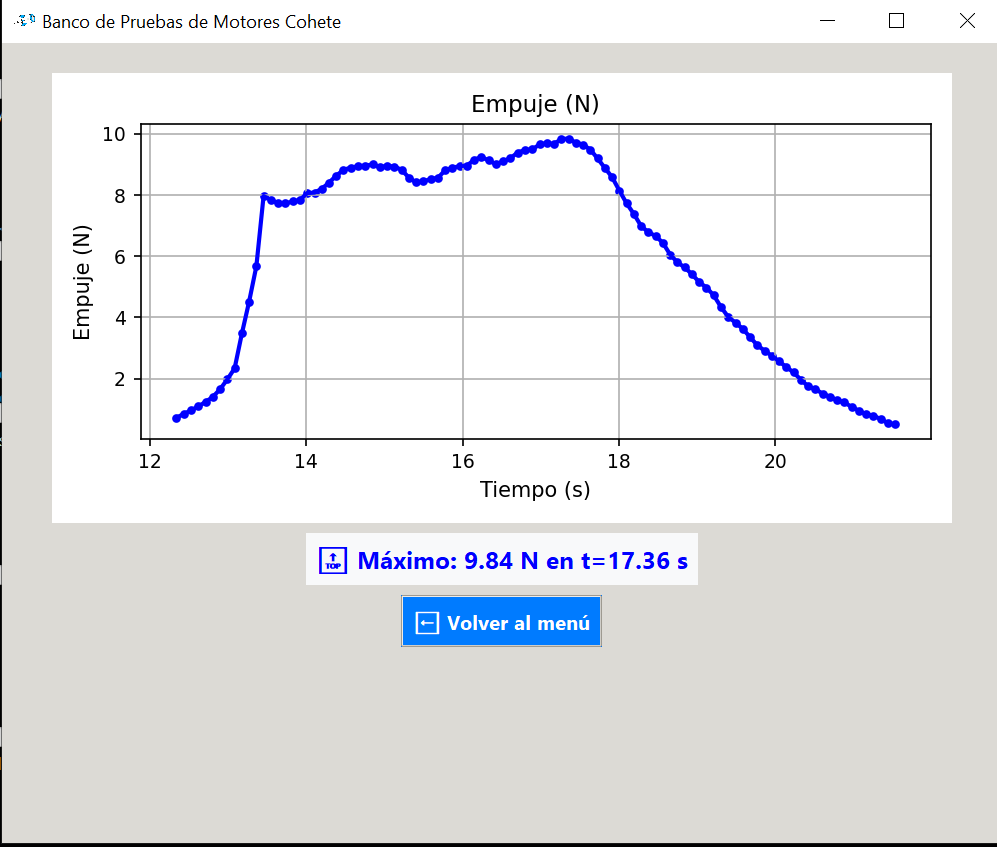 Banco de Pruebas de Motores Cohete
Empuje (N)
10
8
6
4
2
Empuje (N)
12 14 16 18 20
Tiempo (s)
TOP Máximo: 9.84 N en t=17.36 s
Volver al menú